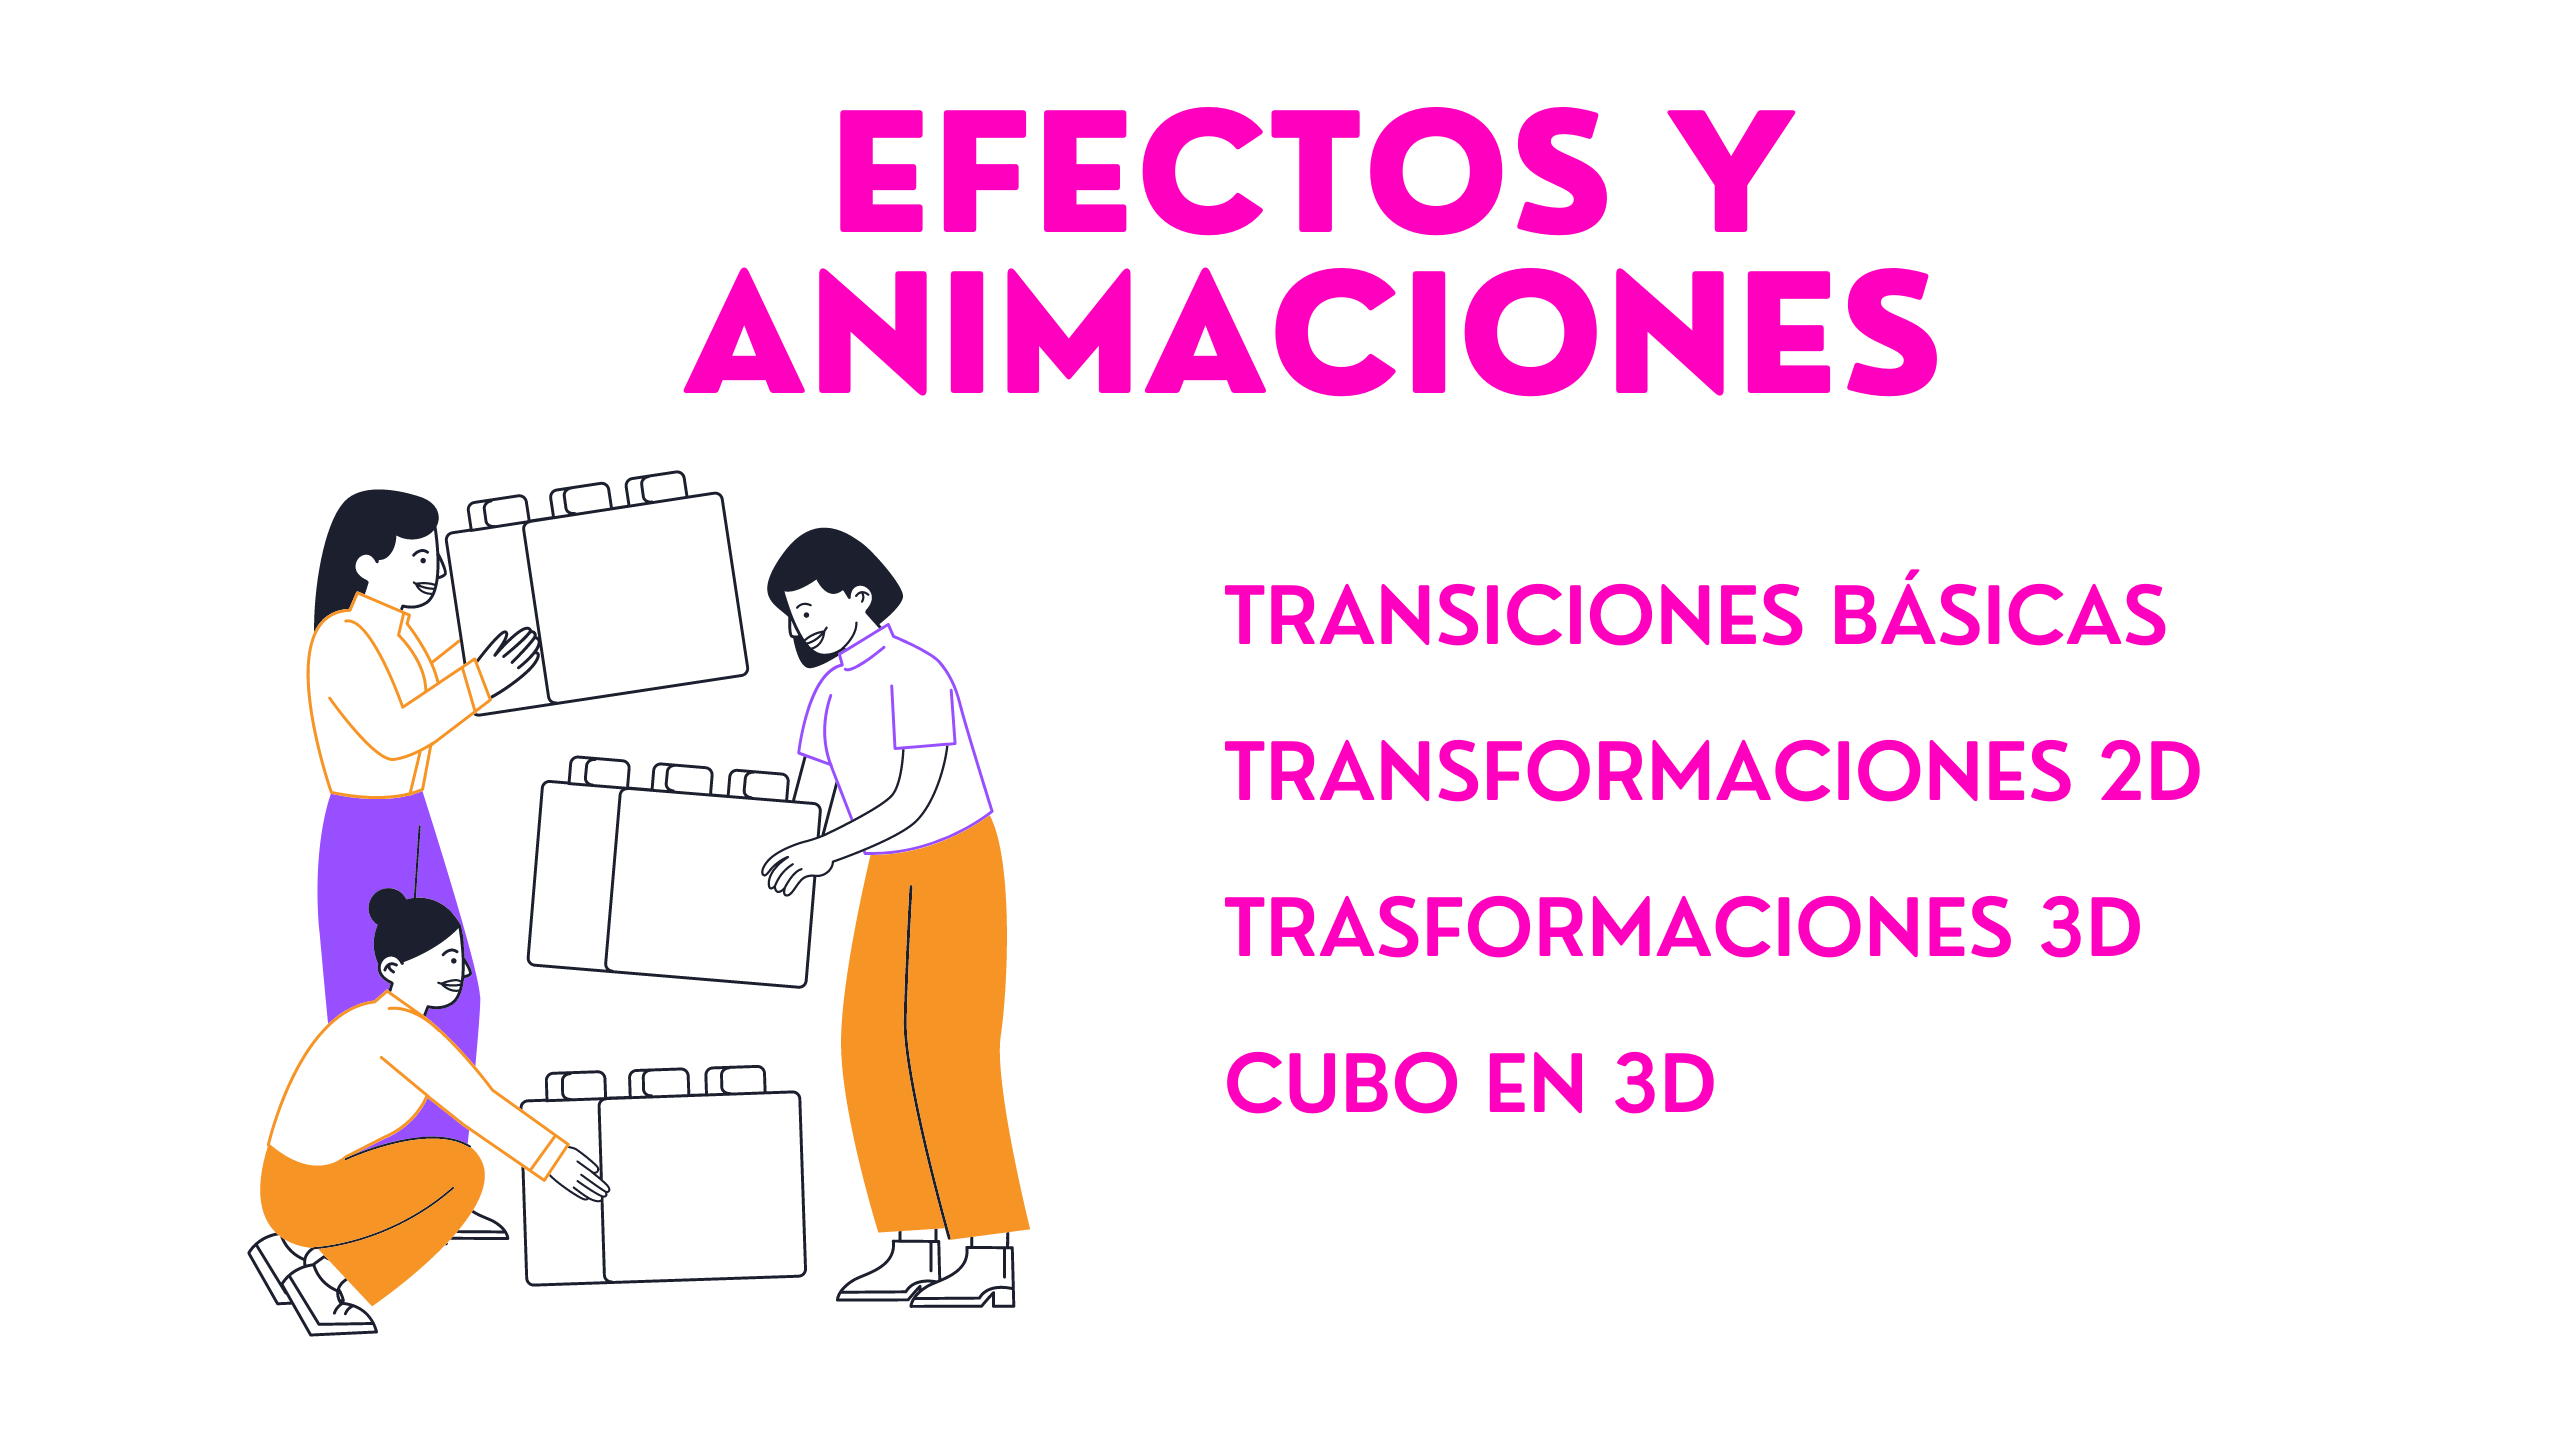 EFECTOS Y
ANIMACIONES
TRANSICIONES BÁSICAS
TRANSFORMACIONES 2D
TRASFORMACIONES 3D
CUBO EN 3D